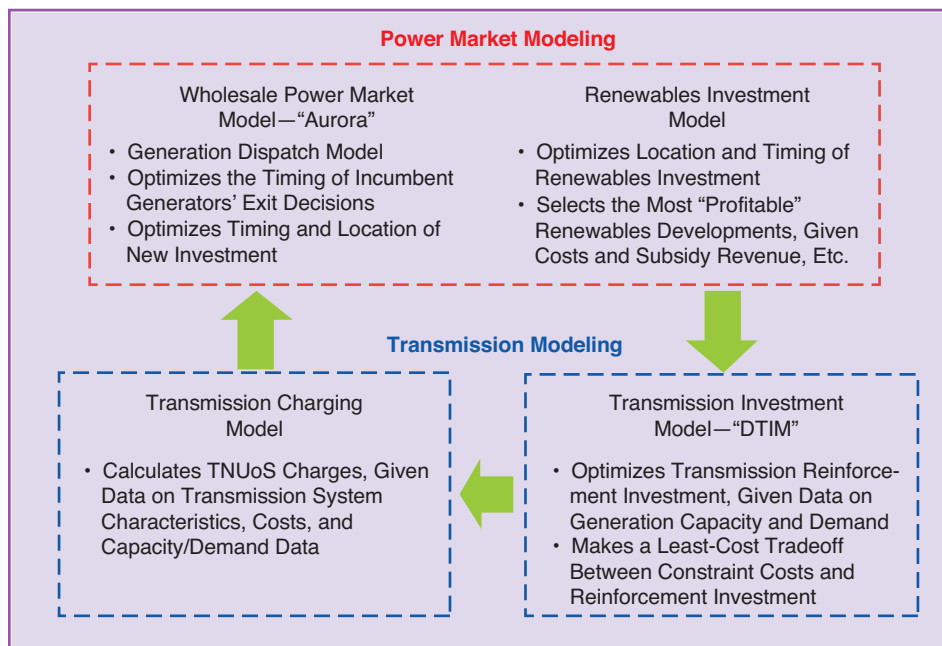 Power Market Modeling
Wholesale Power Market
Model—“Aurora”
• Generation Dispatch Model
• Optimizes the Timing of Incumbent
Generators’ Exit Decisions
• Optimizes Timing and Location of
New Investment
Renewables Investment
Model
• Optimizes Location and Timing of
Renewables Investment
• Selects the Most “Profitable”
Renewables Developments, Given
Costs and Subsidy Revenue, Etc.
Transmission Modeling
Transmission Charging
Model
• Calculates TNUoS Charges, Given
Data on Transmission System
Characteristics, Costs, and
Capacity/Demand Data
Transmission Investment
Model—“DTIM”
• Optimizes Transmission Reinforce-
ment Investment, Given Data on
Generation Capacity and Demand
• Makes a Least-Cost Tradeoff
Between Constraint Costs and
Reinforcement Investment